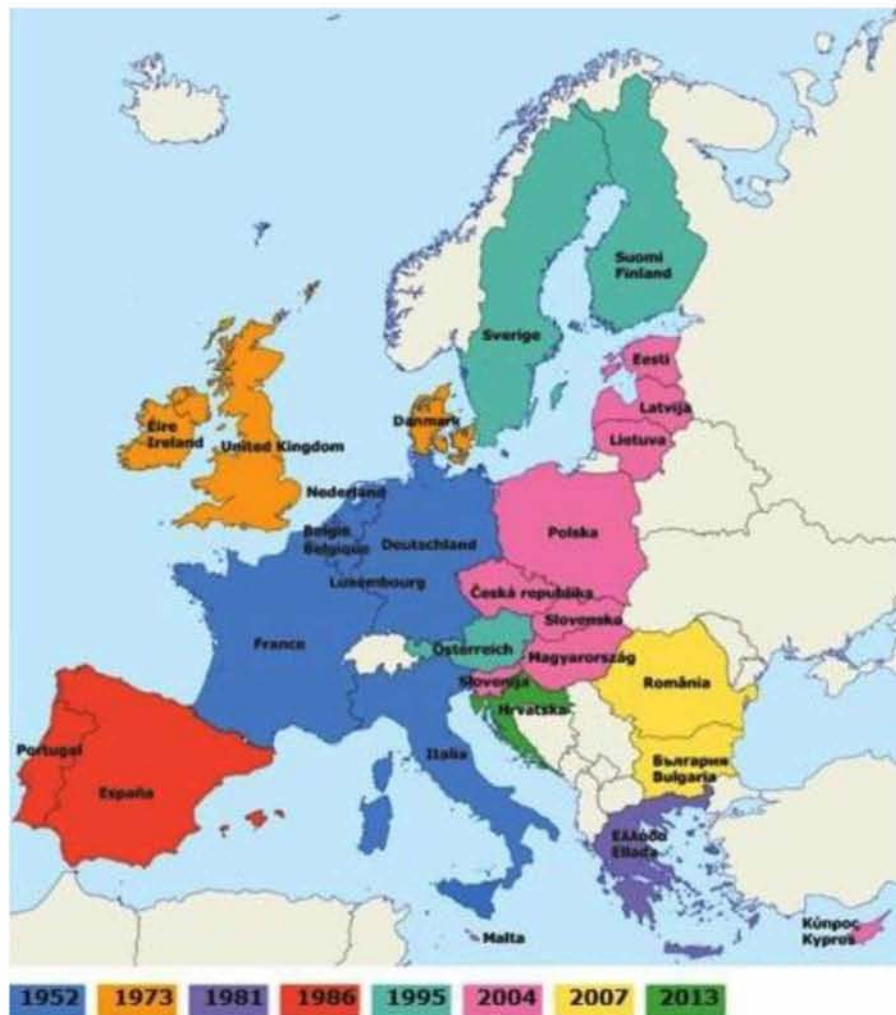 Suomi
Finland
Sverige
Eesti
Latvija
Lietuva
Danmark
Éire
Ireland
United Kingdom
Nederland
België
Belgique
Deutschland
Polska
Luxembourg
Česká republika
Slovensko
France
Österreich
Magyarország
Slovenija
Hrvatska
România
Portugal
España
Italia
България
Bulgaria
Ελλάδα
Ellada
Malta
Κύπρος
Kyprus
1952 1973 1981 1986 1995 2004 2007 2013